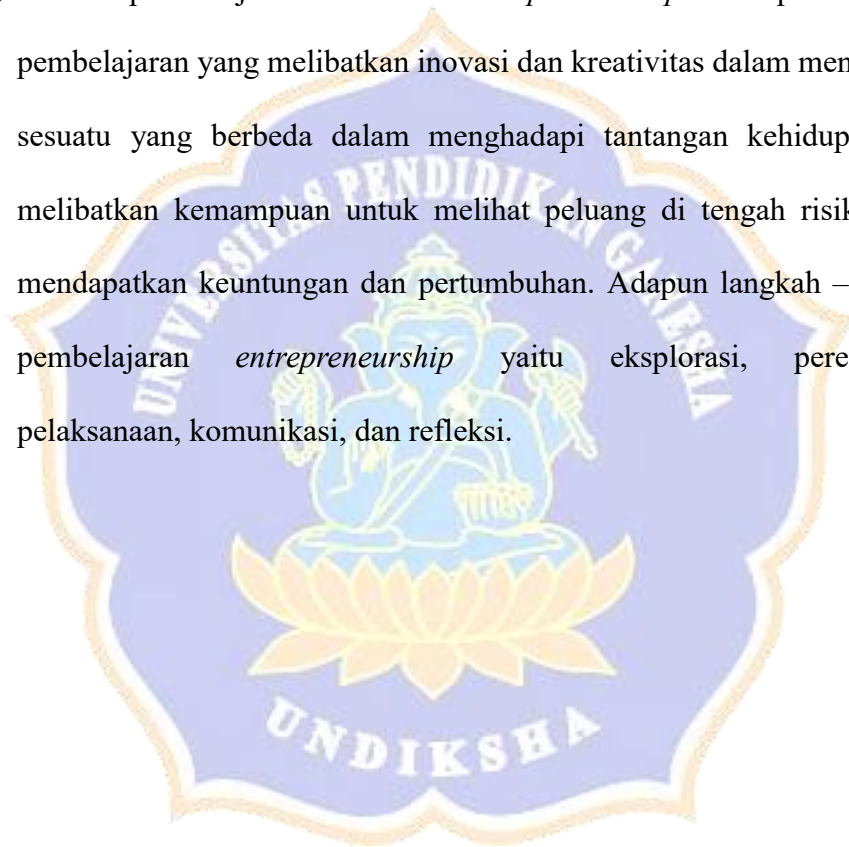 pembelajaran yang melibatkan inovasi dan kreativitas dalam men
sesuatu yang berbeda dalam menghadapi tantangan kehidup
melibatkan kemampuan untuk melihat peluang di tengah risik
mendapatkan keuntungan dan pertumbuhan. Adapun langkah –
pembelajaran entrepreneurship yaitu eksplorasi, pere
pelaksanaan, komunikasi, dan refleksi.
UNIVERSITAS PENDIDIKAN GANESHA
UNDIKSHA